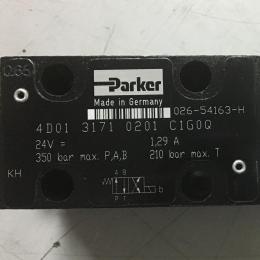 Parker
Made in Germany
026-54163-H
4D01 3171 0201 C1G0Q
24V = 1,29 A
350 bar max. P,A,B 210 bar max. T
KH
A B
b
P T